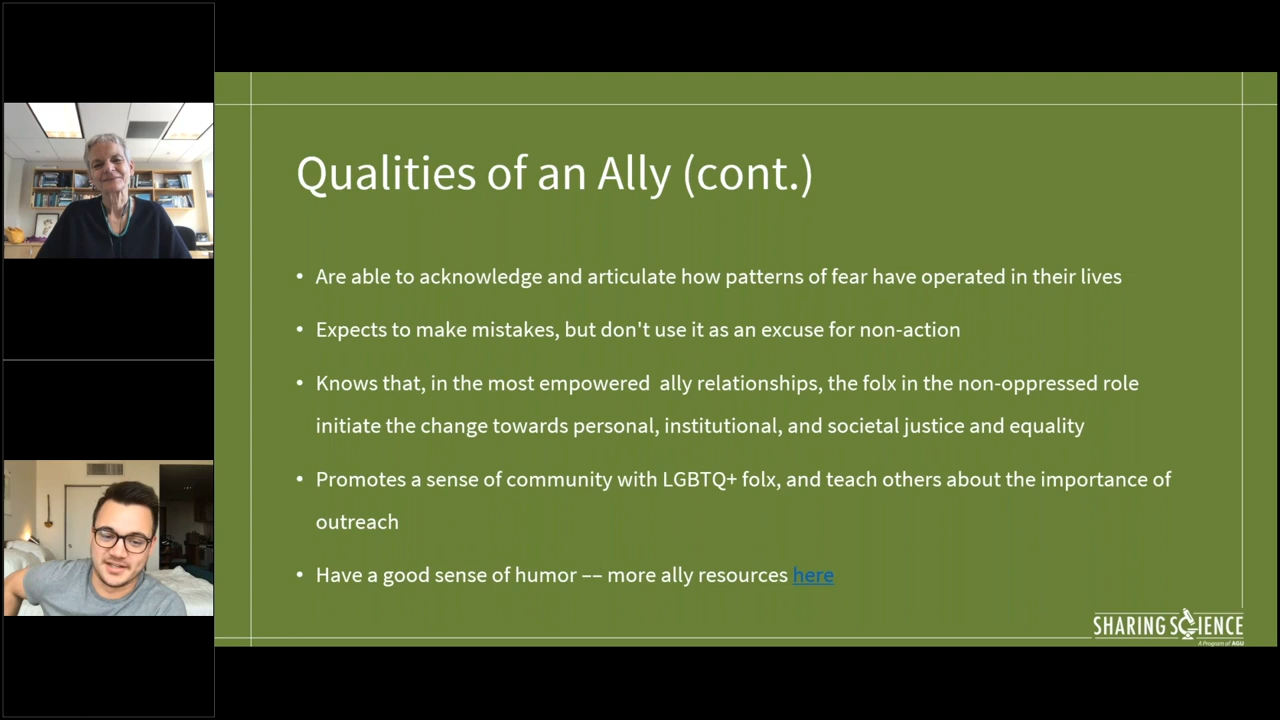 Qualities of an Ally (cont.)
• Are able to acknowledge and articulate how patterns of fear have operated in their lives
• Expects to make mistakes, but don't use it as an excuse for non-action
• Knows that, in the most empowered  ally relationships, the folx in the non-oppressed role
initiate the change towards personal, institutional, and societal justice and equality
• Promotes a sense of community with LGBTQ+ folx, and teach others about the importance of
outreach
• Have a good sense of humor –– more ally resources here
SHARING SCIENCE
A Program of AGU